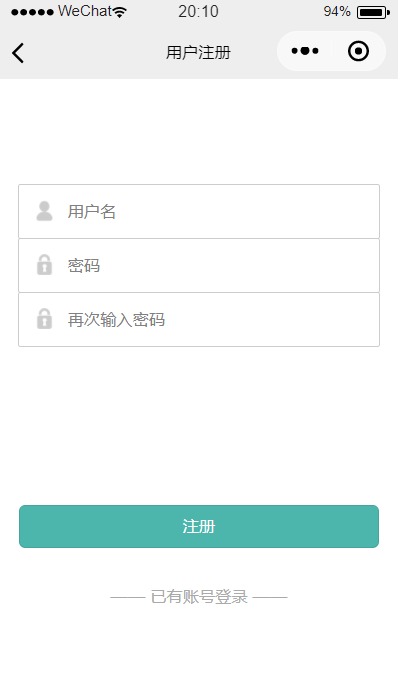 WeChat 20:10 94%
用户注册
用户名
密码
再次输入密码
注册
—— 已有账号登录 ——